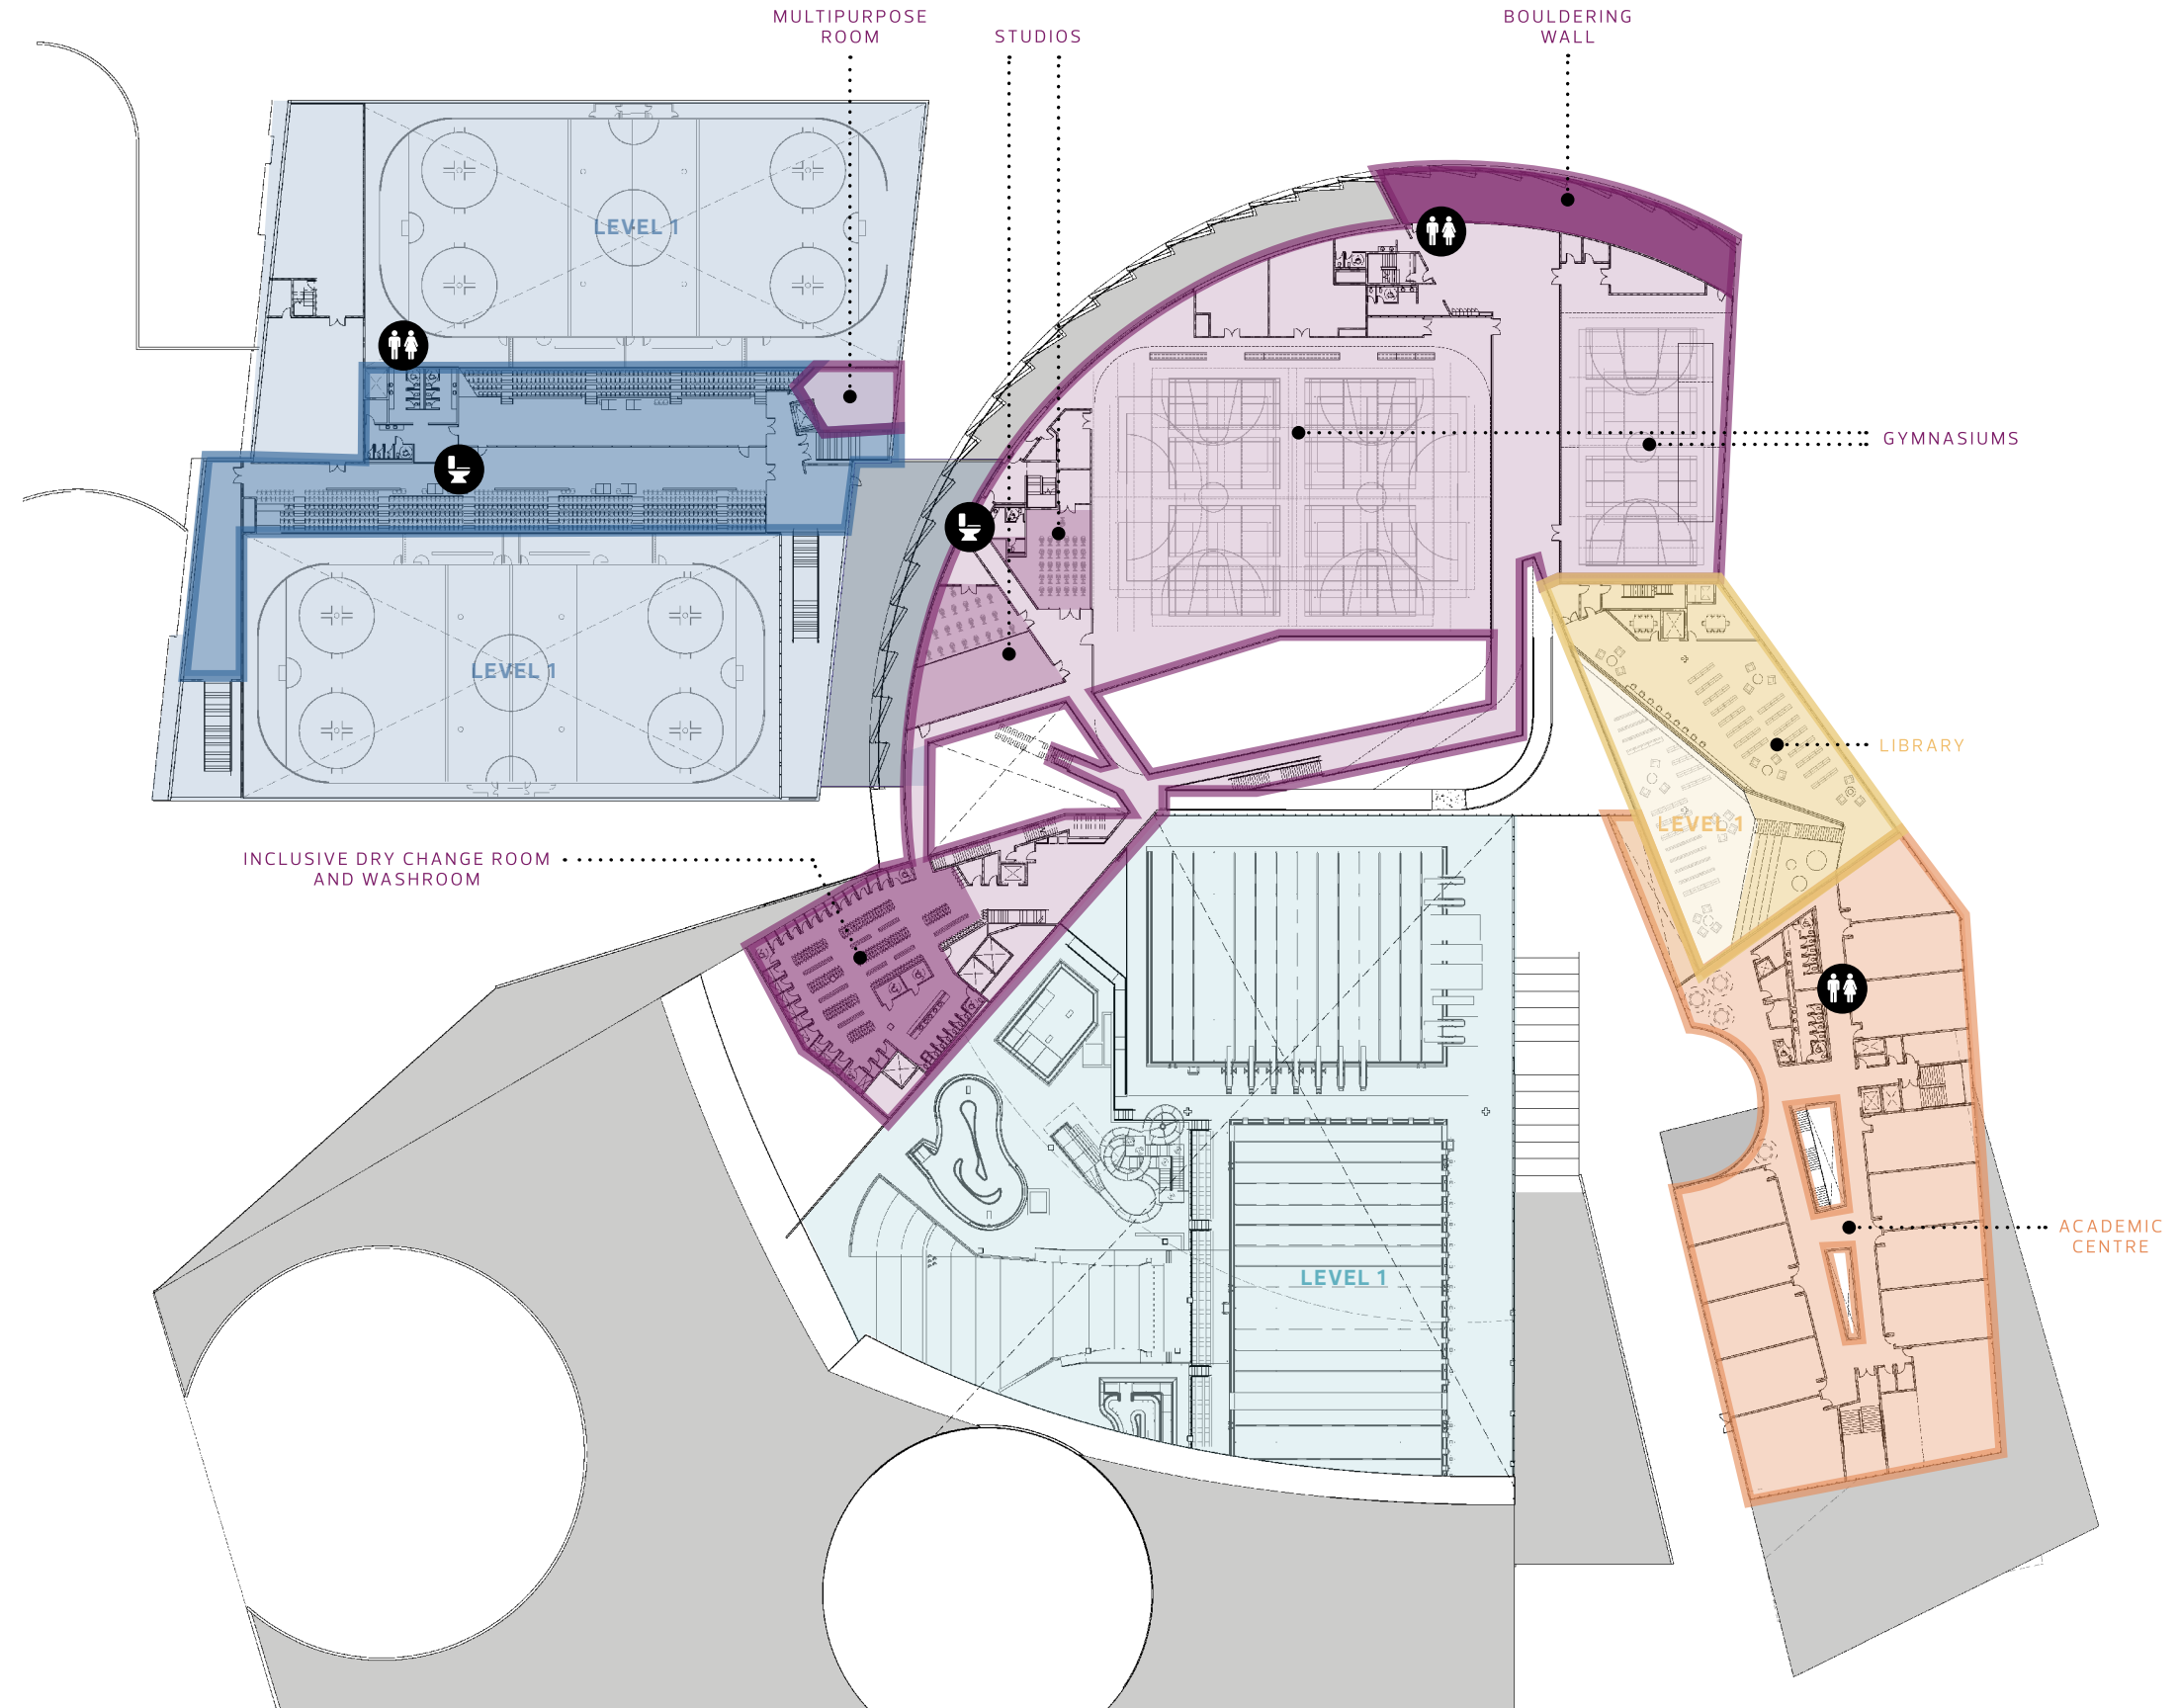 MULTIPURPOSE
ROOM
STUDIOS
BOULDERING
WALL
LEVEL 1
GYMNASIUMS
LEVEL 1
LIBRARY
LEVEL 1
INCLUSIVE DRY CHANGE ROOM
AND WASHROOM
ACADEMIC
CENTRE
LEVEL 1